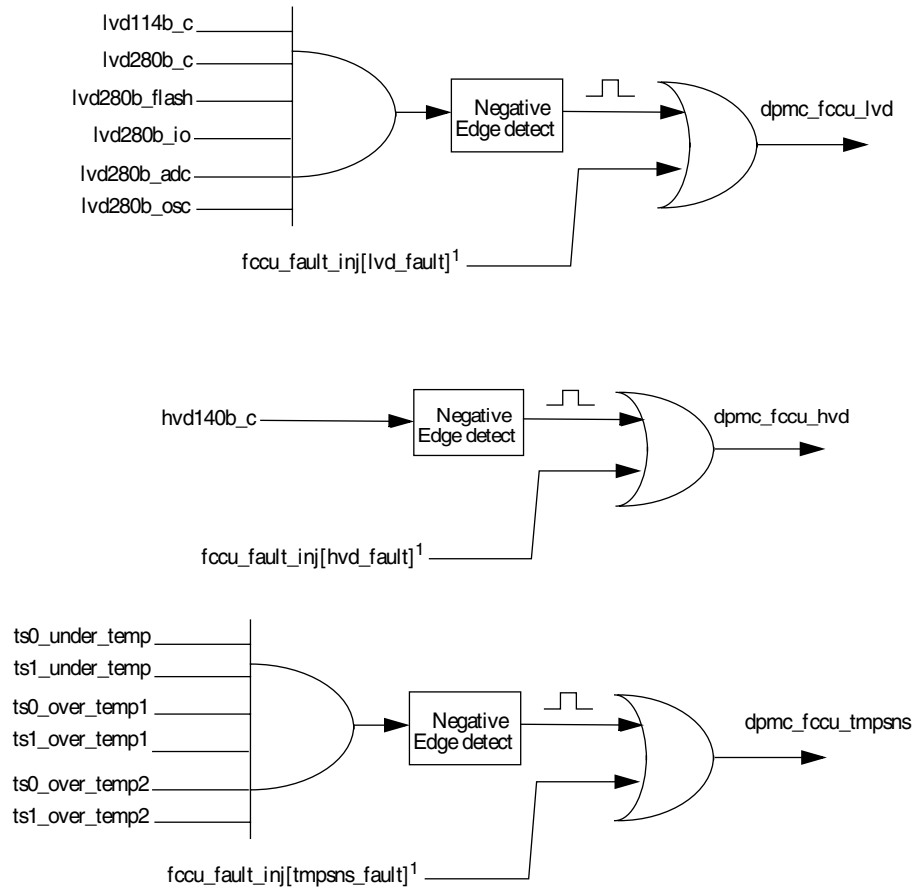 lvd114b_c
lvd280b_c
lvd280b_flash
lvd280b_io
lvd280b_adc
lvd280b_osc
Negative
Edge detect
dpmc_fccu_lvd
fccu_fault_inj[lvd_fault]1
hvd140b_c
Negative
Edge detect
dpmc_fccu_hvd
fccu_fault_inj[hvd_fault]1
ts0_under_temp
ts1_under_temp
ts0_over_temp1
ts1_over_temp1
ts0_over_temp2
ts1_over_temp2
Negative
Edge detect
dpmc_fccu_tmpsns
fccu_fault_inj[tmpsns_fault]1